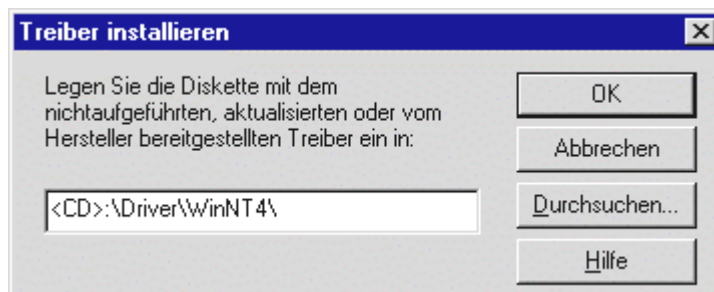 Treiber installieren
Legen Sie die Diskette mit dem
nichtaufgeführten, aktualisierten oder vom
Hersteller bereitgestellten Treiber ein in:
<CD>:\Driver\WinNT4\
OK
Abbrechen
Durchsuchen...
Hilfe